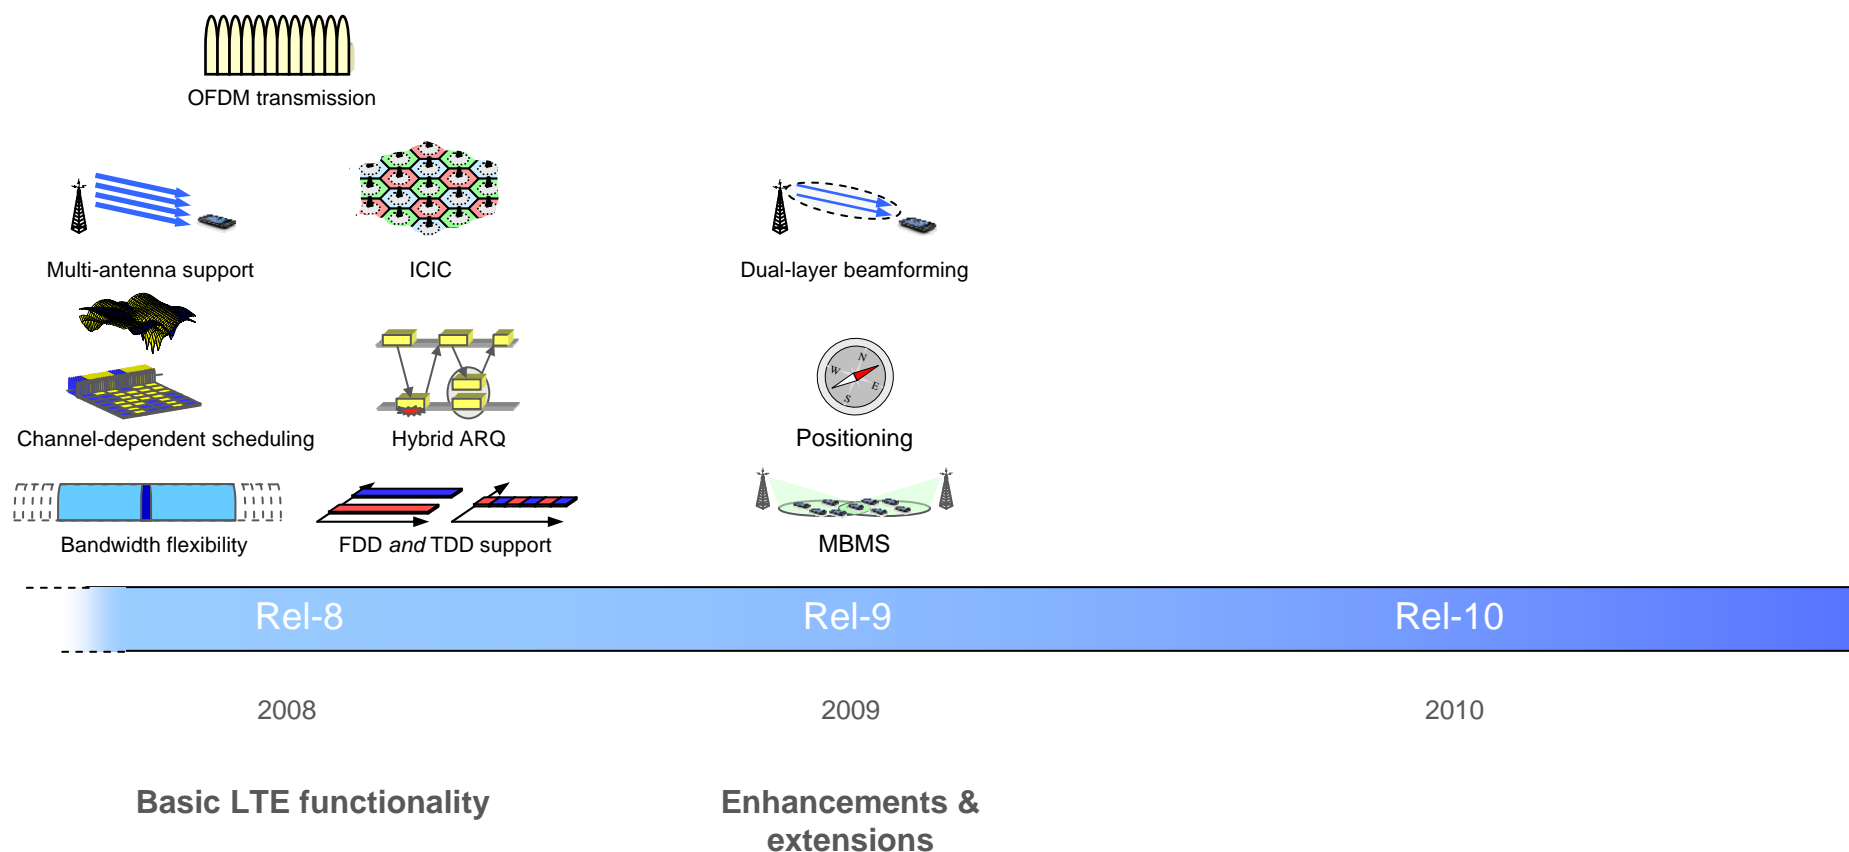 OFDM transmission
Multi-antenna support
ICIC
Dual-layer beamforming
N
W
E
S
Channel-dependent scheduling
Hybrid ARQ
Positioning
Bandwidth flexibility
FDD and TDD support
MBMS
Rel-8
Rel-9
Rel-10
2008
2009
2010
Basic LTE functionality
Enhancements &
extensions